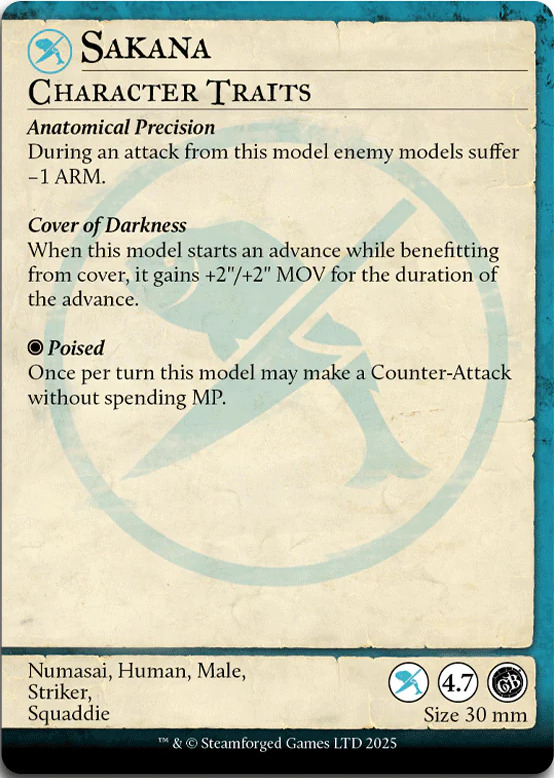 Sakana
Character Traits
Anatomical Precision
During an attack from this model enemy models suffer
–1 ARM.
Cover of Darkness
When this model starts an advance while benefitting
from cover, it gains +2"/+2" MOV for the duration of
the advance.
Poised
Once per turn this model may make a Counter-Attack
without spending MP.
Numasai, Human, Male,
Striker,
Squaddie
4.7
GB
Size 30 mm
™ & © Steamforged Games LTD 2025